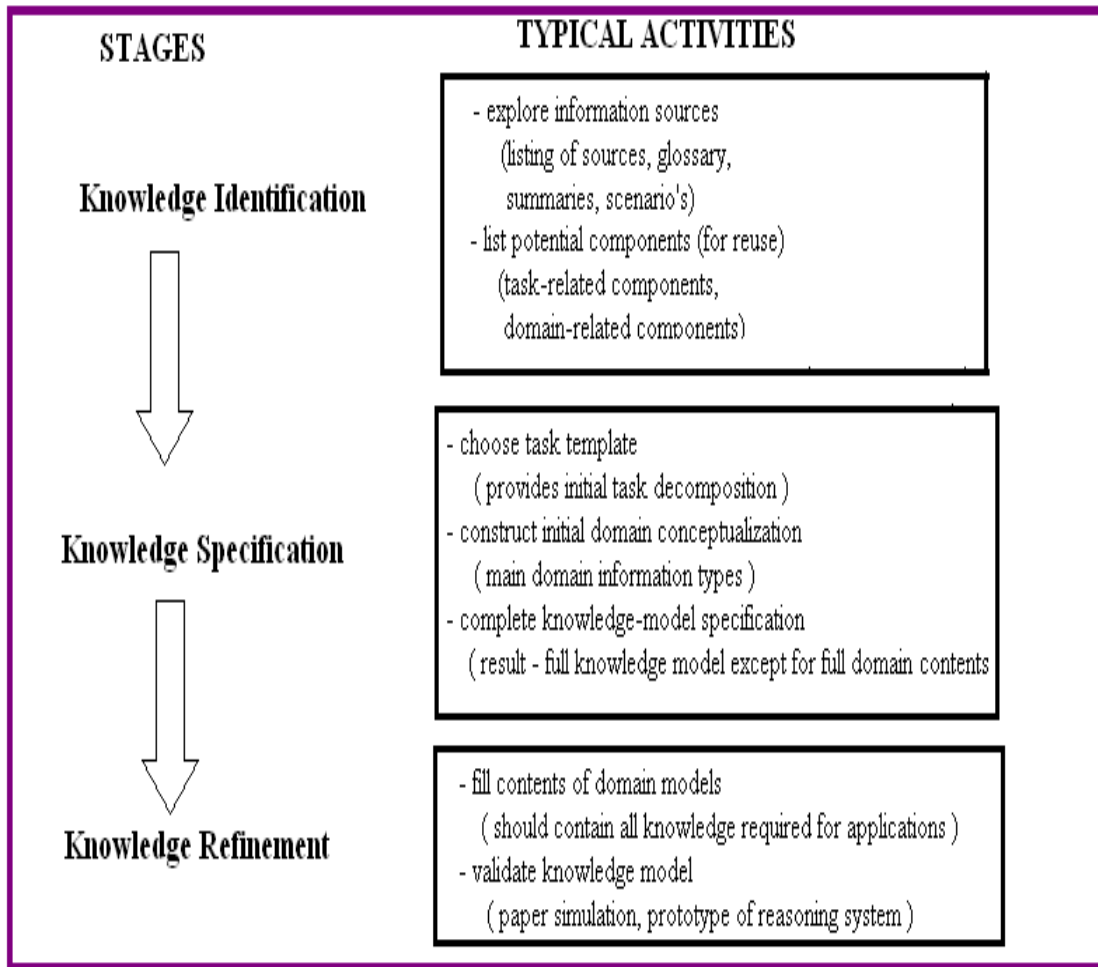 STAGES
TYPICAL ACTIVITIES
Knowledge Identification
- explore information sources
(listing of sources, glossary,
summaries, scenario's)
- list potential components (for reuse)
(task-related components,
domain-related components)
Knowledge Specification
- choose task template
( provides initial task decomposition )
- construct initial domain conceptualization
( main domain information types )
- complete knowledge-model specification
( result - full knowledge model except for full domain contents
Knowledge Refinement
- fill contents of domain models
( should contain all knowledge required for applications )
- validate knowledge model
( paper simulation, prototype of reasoning system )